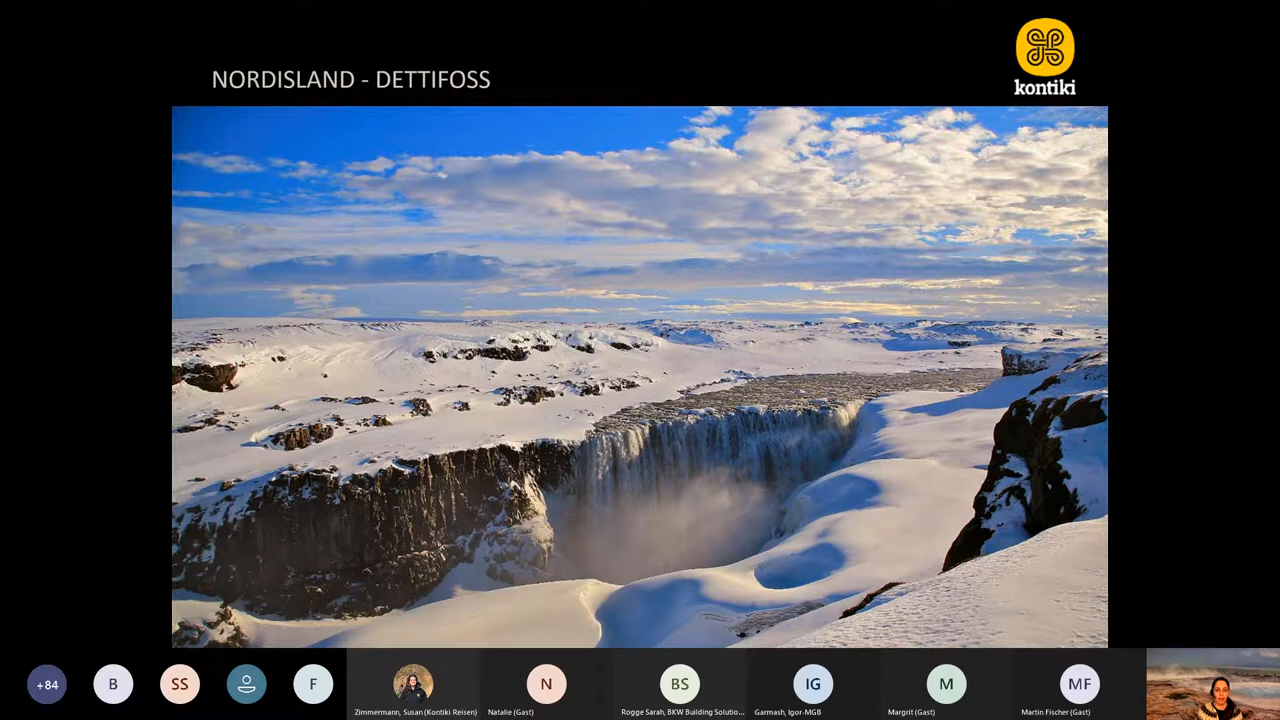 NORDISLAND - DETTIFOSS
kontiki
+84
B
SS
F
N
BS
IG
M
MF
Zimmermann, Susan (Kontiki Reisen)
Natalie (Gast)
Rogge Sarah, BKW Building Solutio...
Garmash, Igor-MGB
Margrit (Gast)
Martin Fischer (Gast)